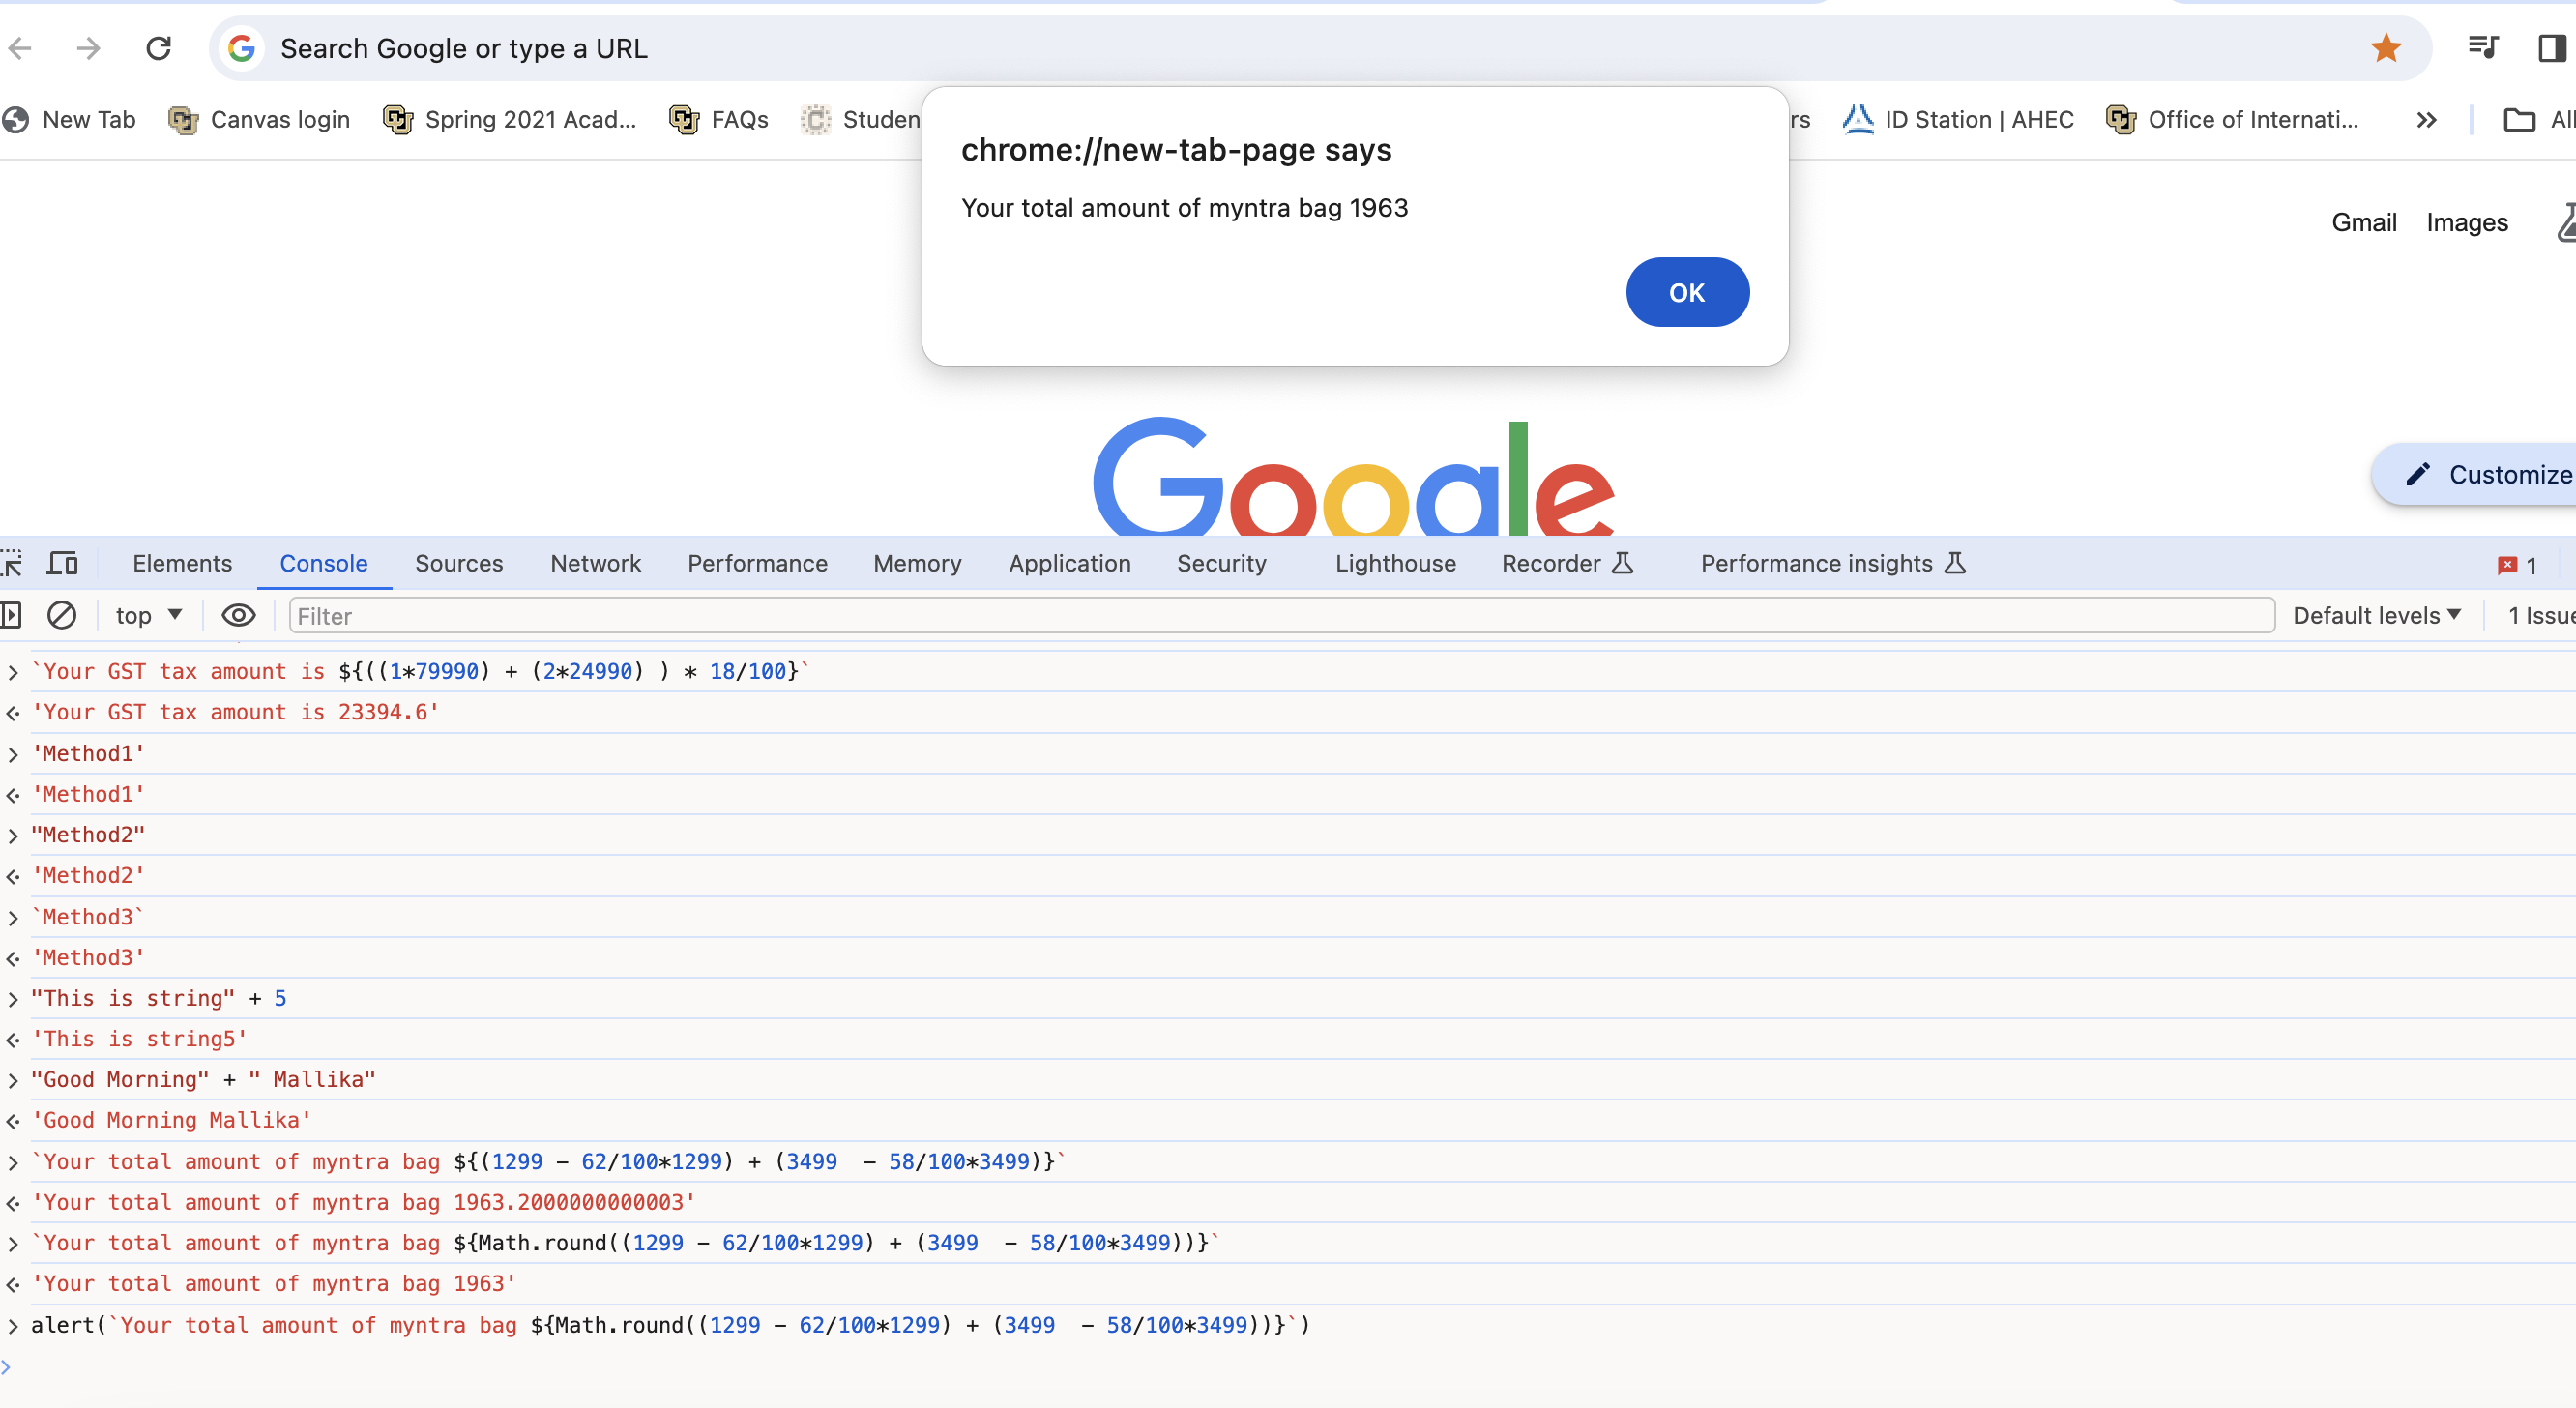 Search Google or type a URL
New Tab Canvas login Spring 2021 Acad... FAQs Studen rs ID Station | AHEC Office of Internati... » All
chrome://new-tab-page says
Your total amount of myntra bag 1963
OK
Gmail Images
Google
Customize
Elements Console Sources Network Performance Memory Application Security Lighthouse Recorder Performance insights 1
top Filter Default levels 1 Issue
> `Your GST tax amount is ${((1*79990) + (2*24990) ) * 18/100}`
'Your GST tax amount is 23394.6'
> 'Method1'
'Method1'
> "Method2"
'Method2'
> `Method3`
'Method3'
> "This is string" + 5
'This is string5'
> "Good Morning" + " Mallika"
'Good Morning Mallika'
> `Your total amount of myntra bag ${(1299 - 62/100*1299) + (3499  - 58/100*3499)}`
'Your total amount of myntra bag 1963.2000000000003'
> `Your total amount of myntra bag ${Math.round((1299 - 62/100*1299) + (3499  - 58/100*3499))}`
'Your total amount of myntra bag 1963'
> alert(`Your total amount of myntra bag ${Math.round((1299 - 62/100*1299) + (3499  - 58/100*3499))}`)
>